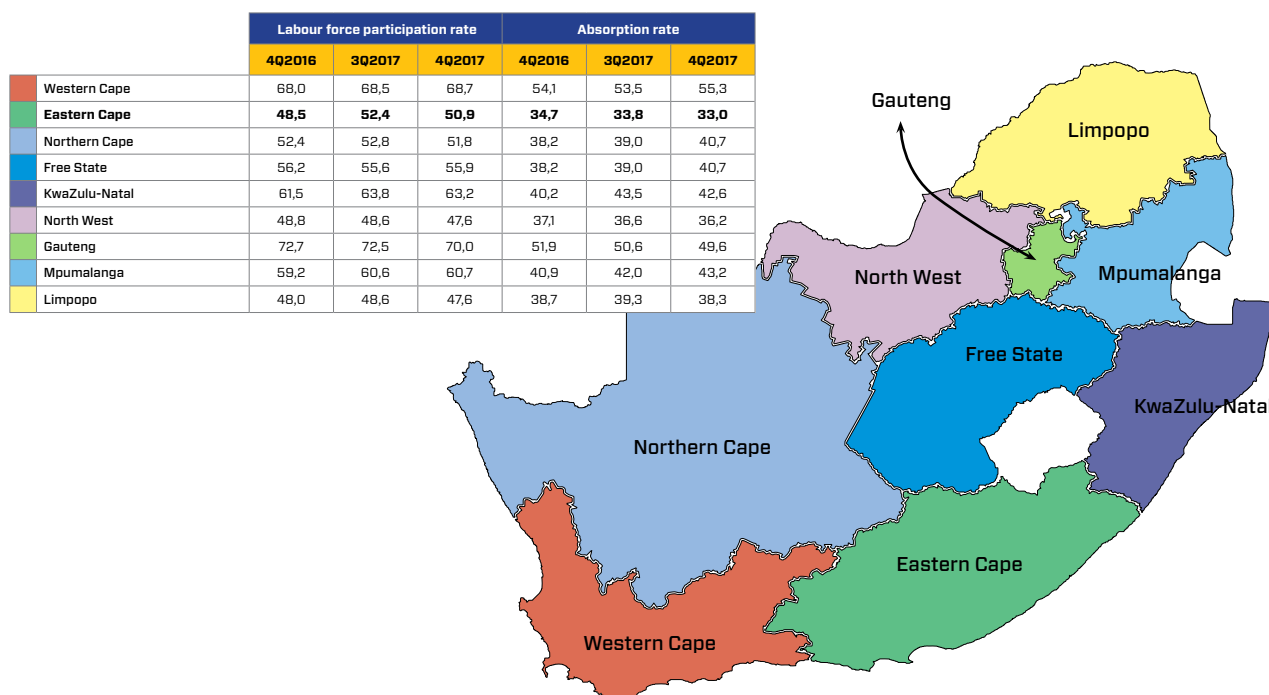 Labour force participation rate Absorption rate
4Q2016 3Q2017 4Q2017 4Q2016 3Q2017 4Q2017
Western Cape 68,0 68,5 68,7 54,1 53,5 55,3
Eastern Cape 48,5 52,4 50,9 34,7 33,8 33,0
Northern Cape 52,4 52,8 51,8 38,2 39,0 40,7
Free State 56,2 55,6 55,9 38,2 39,0 40,7
KwaZulu-Natal 61,5 63,8 63,2 40,2 43,5 42,6
North West 48,8 48,6 47,6 37,1 36,6 36,2
Gauteng 72,7 72,5 70,0 51,9 50,6 49,6
Mpumalanga 59,2 60,6 60,7 40,9 42,0 43,2
Limpopo 48,0 48,6 47,6 38,7 39,3 38,3
Gauteng
Limpopo
North West
Mpumalanga
Free State
KwaZulu-Natal
Northern Cape
Eastern Cape
Western Cape